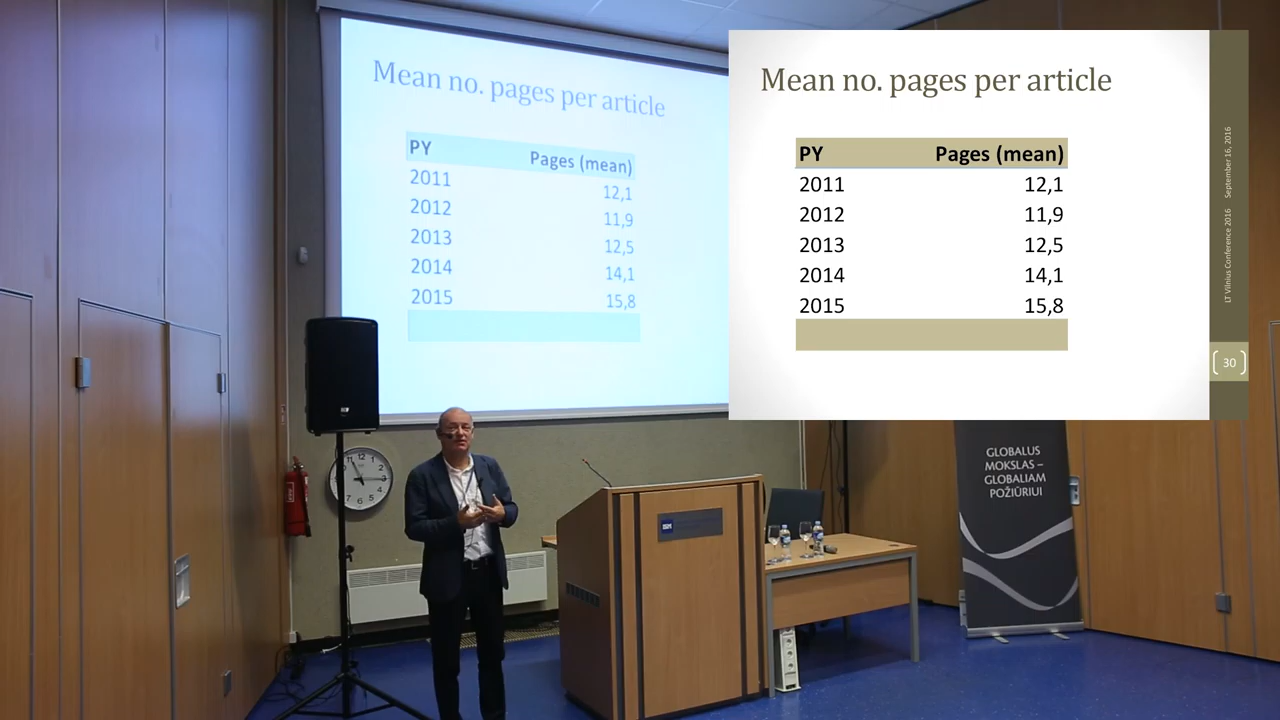 Mean no. pages per article
PY Pages (mean)
2011 12,1
2012 11,9
2013 12,5
2014 14,1
2015 15,8
Mean no. pages per article
PY Pages (mean)
2011 12,1
2012 11,9
2013 12,5
2014 14,1
2015 15,8
LT Vilnius Conference 2016 September 16, 2016
30
GLOBALUS
MOKSLAS –
GLOBALIAM
POŽIŪRIUI
ISM